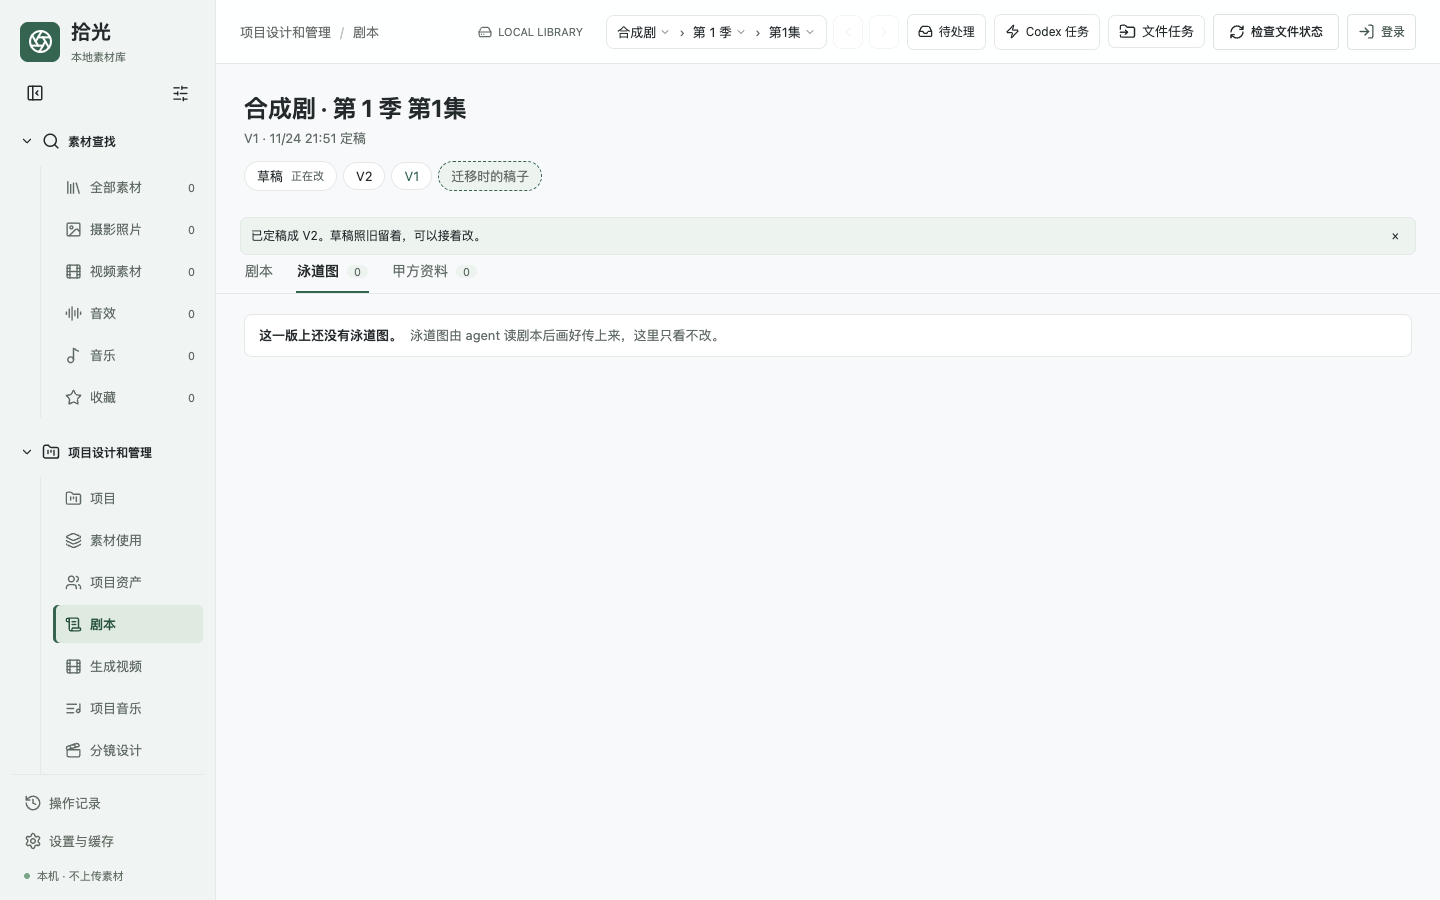 拾光
本地素材库
素材查找
全部素材 0
摄影照片 0
视频素材 0
音效 0
音乐 0
收藏 0
项目设计和管理
项目
素材使用
项目资产
剧本
生成视频
项目音乐
分镜设计
操作记录
设置与缓存
本机 · 不上传素材
项目设计和管理 / 剧本
LOCAL LIBRARY
合成剧 › 第 1 季 › 第1集
待处理
Codex 任务
文件任务
检查文件状态
登录
合成剧 · 第 1 季 第1集
V1 · 11/24 21:51 定稿
草稿 正在改 V2 V1 迁移时的稿子
已定稿成 V2。草稿照旧留着，可以接着改。 ×
剧本 泳道图 0 甲方资料 0
这一版上还没有泳道图。 泳道图由 agent 读剧本后画好传上来，这里只看不改。